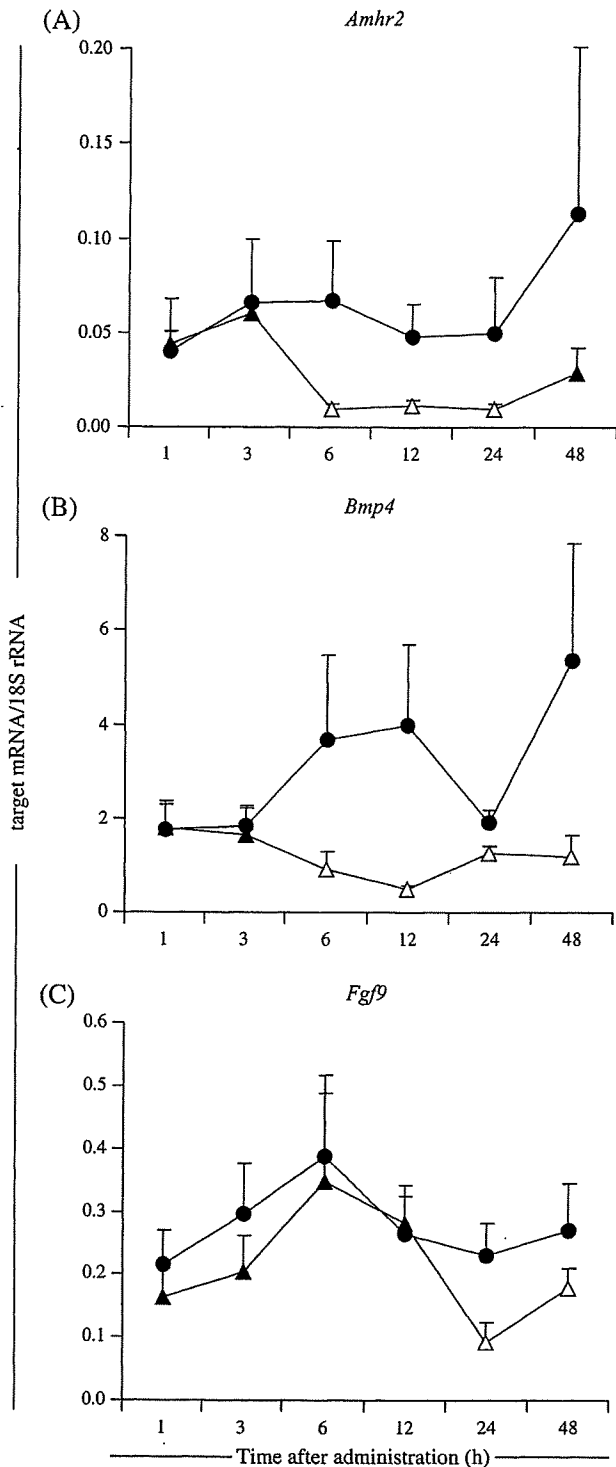 (A)
Amhr2
0.20
0.15
0.10
0.05
0.00
1 3 6 12 24 48
(B)
Bmp4
8
6
4
2
0
1 3 6 12 24 48
target mRNA/18S rRNA
(C)
Fgf9
0.6
0.5
0.4
0.3
0.2
0.1
0.0
1 3 6 12 24 48
Time after administration (h)